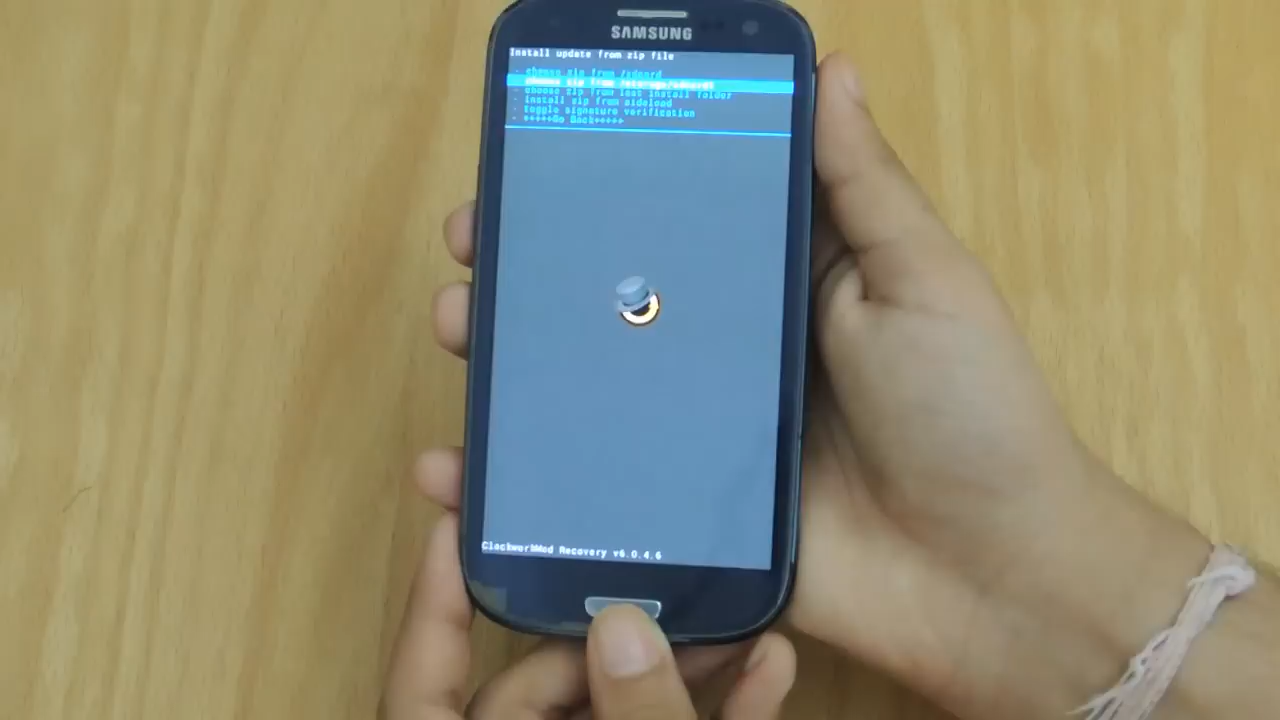 SAMSUNG
Install update from zip file
- choose zip from /sdcard
- choose zip from /storage/sdcard1
- choose zip from last install folder
- install zip from sideload
- toggle signature verification
- +++++Go Back+++++
ClockworkMod Recovery v6.0.4.6